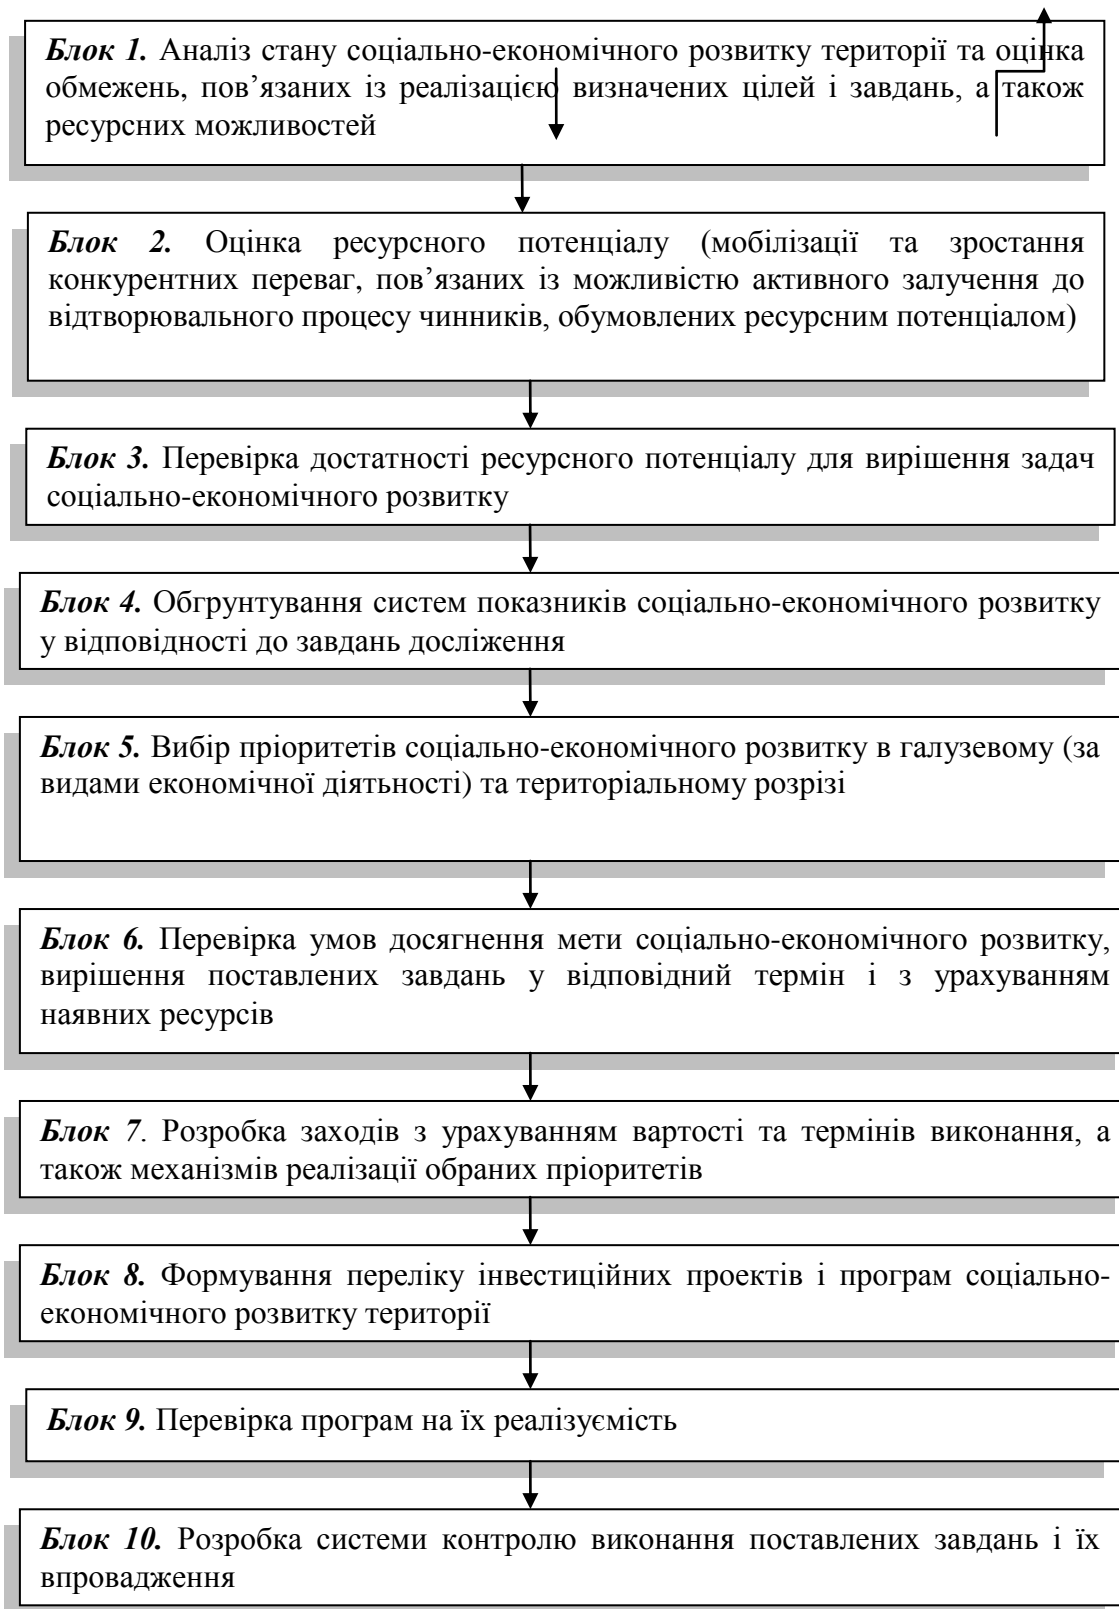 Блок 1. Аналіз стану соціально-економічного розвитку території та оцінка
обмежень, пов’язаних із реалізацією визначених цілей і завдань, а також
ресурсних можливостей
Блок 2. Оцінка ресурсного потенціалу (мобілізації та зростання
конкурентних переваг, пов’язаних із можливістю активного залучення до
відтворювального процесу чинників, обумовлених ресурсним потенціалом)
Блок 3. Перевірка достатності ресурсного потенціалу для вирішення задач
соціально-економічного розвитку
Блок 4. Обгрунтування систем показників соціально-економічного розвитку
у відповідності до завдань досліження
Блок 5. Вибір пріоритетів соціально-економічного розвитку в галузевому (за
видами економічної діятьності) та територіальному розрізі
Блок 6. Перевірка умов досягнення мети соціально-економічного розвитку,
вирішення поставлених завдань у відповідний термін і з урахуванням
наявних ресурсів
Блок 7. Розробка заходів з урахуванням вартості та термінів виконання, а
також механізмів реалізації обраних пріоритетів
Блок 8. Формування переліку інвестиційних проектів і програм соціально-
економічного розвитку території
Блок 9. Перевірка програм на їх реалізуємість
Блок 10. Розробка системи контролю виконання поставлених завдань і їх
впровадження